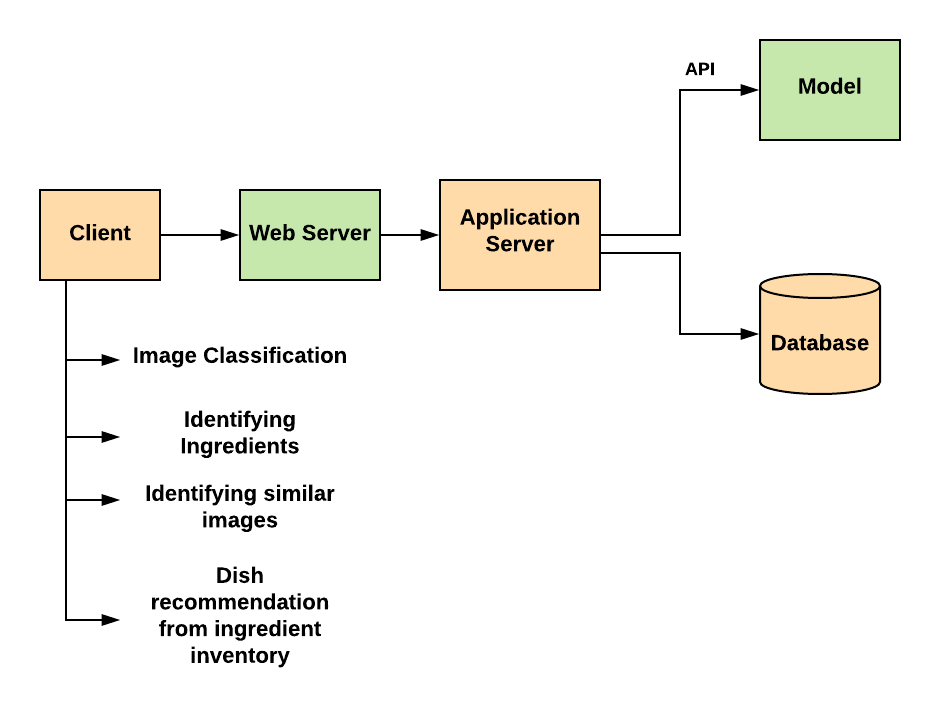 API
Model
Client
Web Server
Application
Server
Database
Image Classification
Identifying
Ingredients
Identifying similar
images
Dish
recommendation
from ingredient
inventory